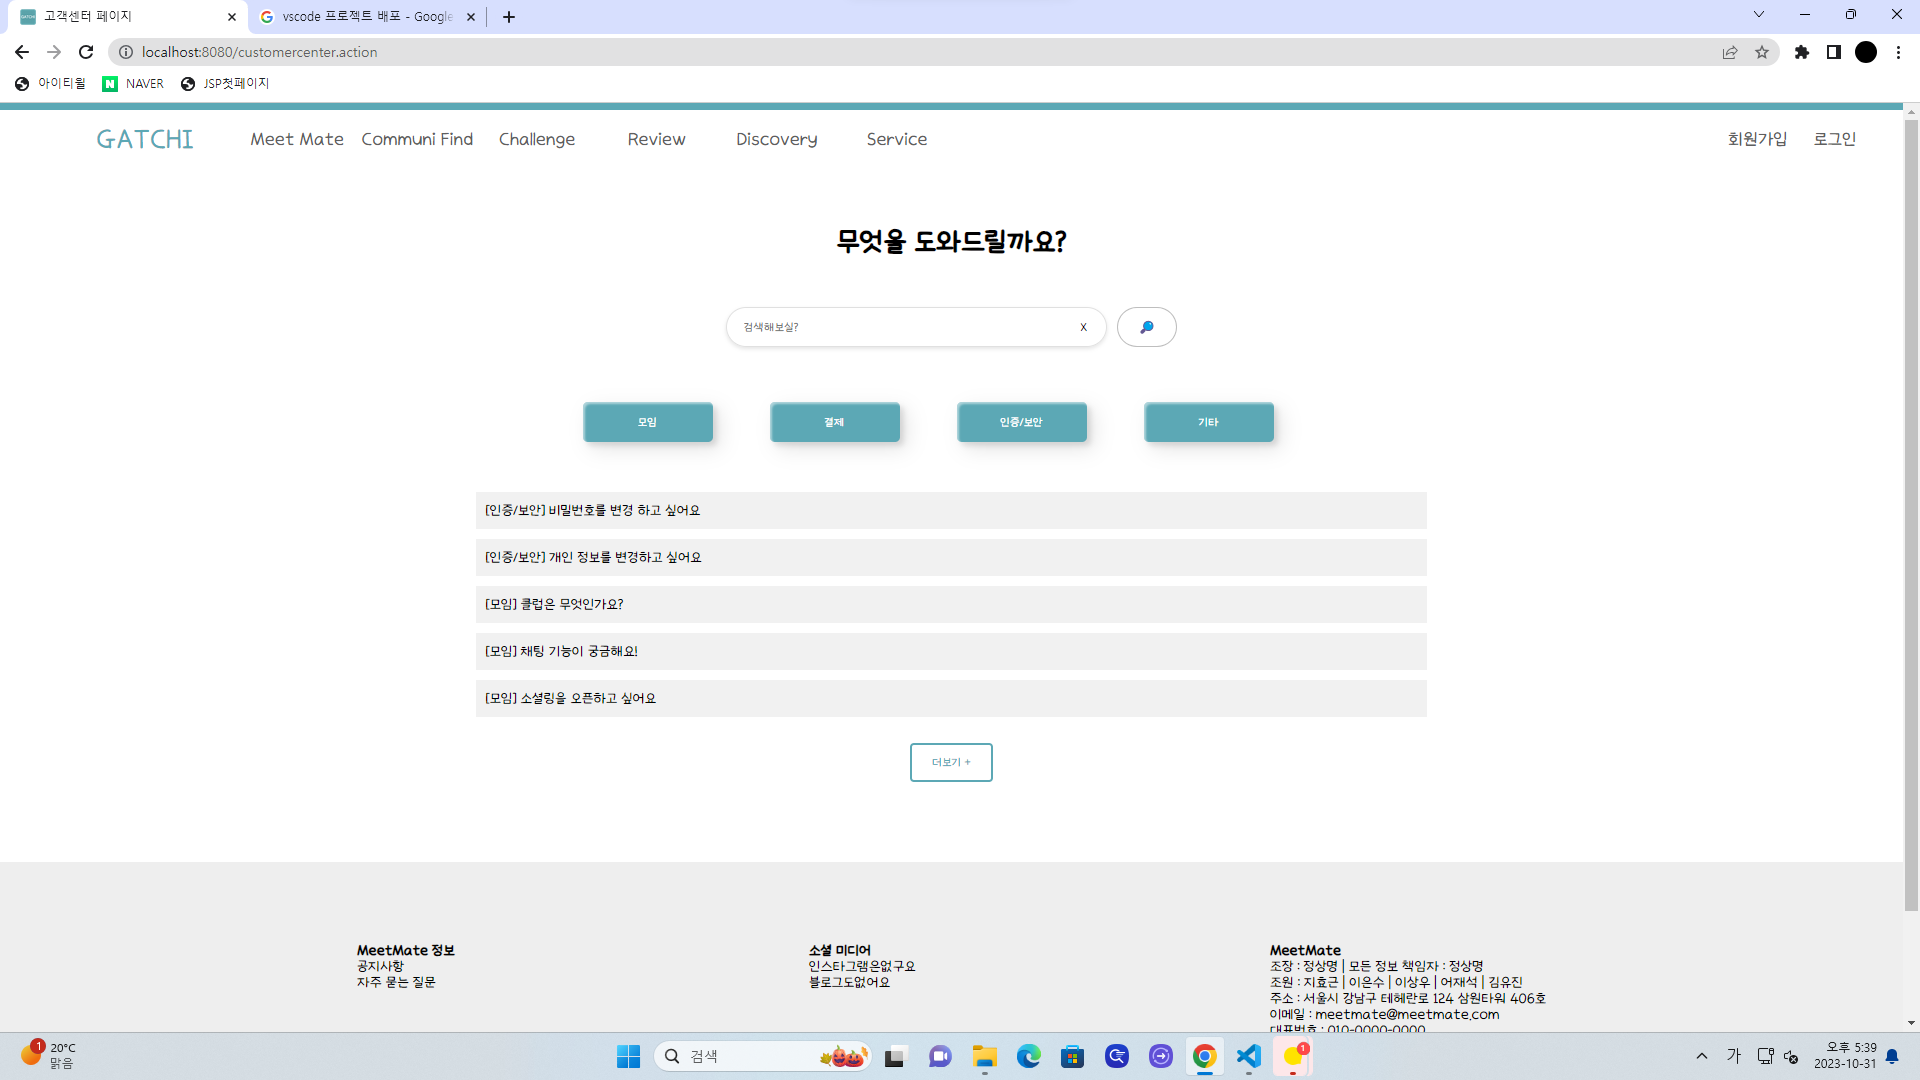 고객센터 페이지
vscode 프로젝트 배포 - Google
localhost:8080/customercenter.action
아이티윌
NAVER
JSP첫페이지
GATCHI
Meet Mate
Communi Find
Challenge
Review
Discovery
Service
회원가입
로그인
무엇을 도와드릴까요?
검색해보실?
X
모임
결제
인증/보안
기타
[인증/보안] 비밀번호를 변경 하고 싶어요
[인증/보안] 개인 정보를 변경하고 싶어요
[모임] 클럽은 무엇인가요?
[모임] 채팅 기능이 궁금해요!
[모임] 소셜링을 오픈하고 싶어요
더보기 +
MeetMate 정보
공지사항
자주 묻는 질문
소셜 미디어
인스타그램은없구요
블로그도없어요
MeetMate
조장 : 정상명 | 모든 정보 책임자 : 정상명
조원 : 지효근 | 이은수 | 이상우 | 어재석 | 김유진
주소 : 서울시 강남구 테헤란로 124 삼원타워 406호
이메일 : meetmate@meetmate.com
대표번호 : 010-0000-0000
1
20°C
맑음
검색
1
가
오후 5:39
2023-10-31